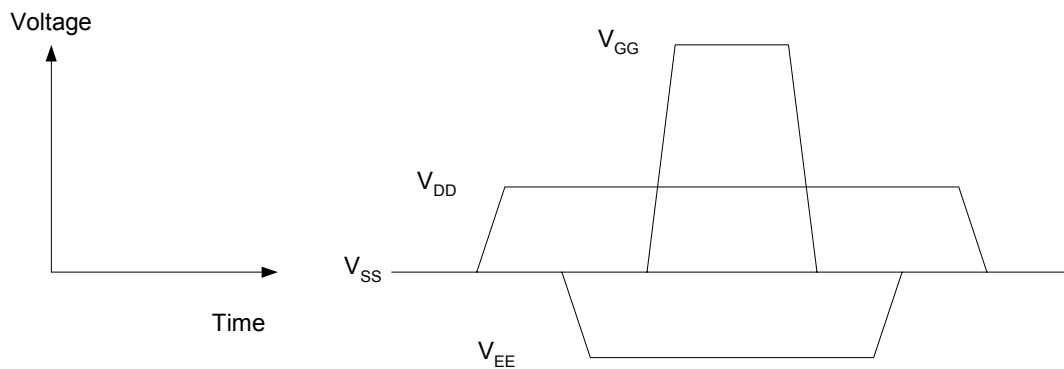 Voltage
V_GG
V_DD
V_SS
Time
V_EE